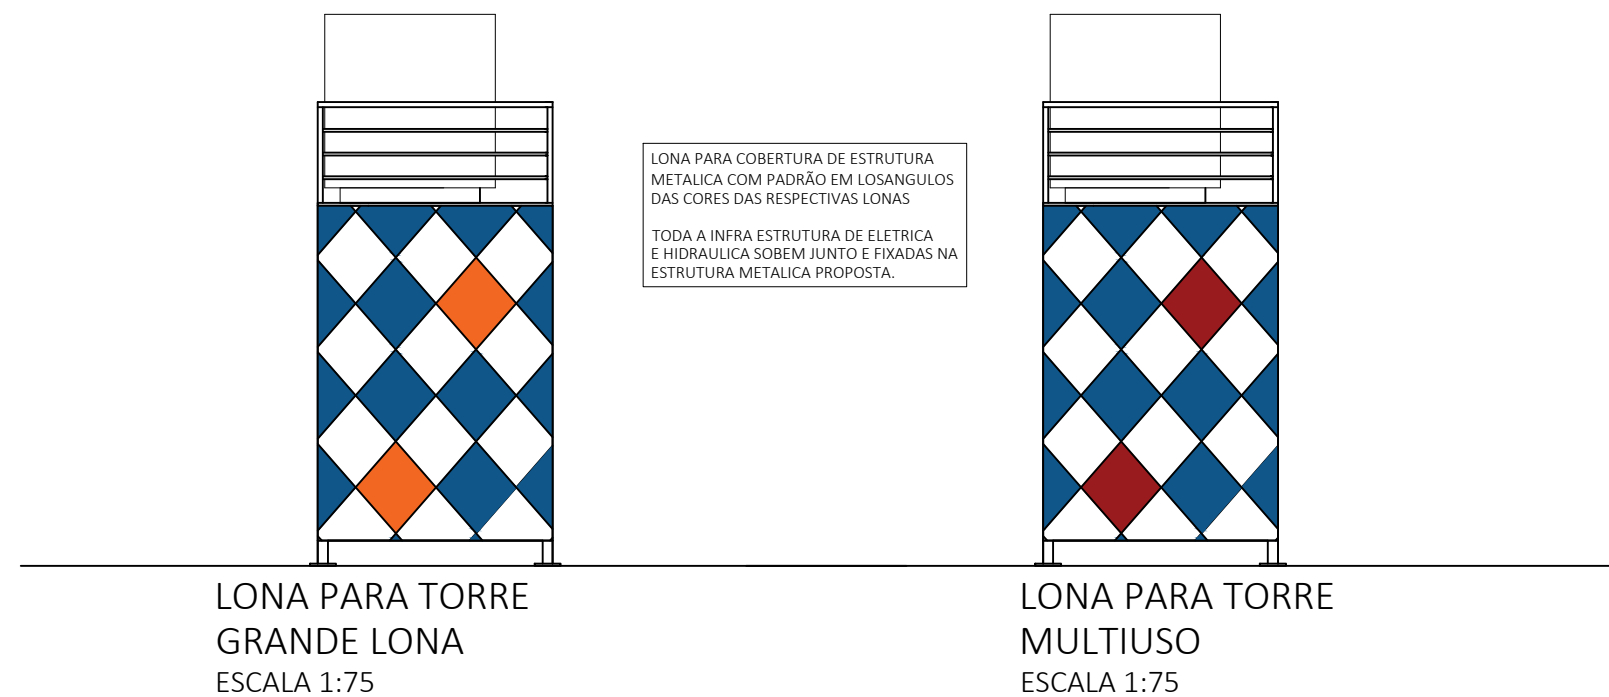 LONA PARA COBERTURA DE ESTRUTURA
METALICA COM PADRÃO EM LOSANGULOS
DAS CORES DAS RESPECTIVAS LONAS
TODA A INFRA ESTRUTURA DE ELETRICA
E HIDRAULICA SOBEM JUNTO E FIXADAS NA
ESTRUTURA METALICA PROPOSTA.
LONA PARA TORRE
GRANDE LONA
ESCALA 1:75
LONA PARA TORRE
MULTIUSO
ESCALA 1:75